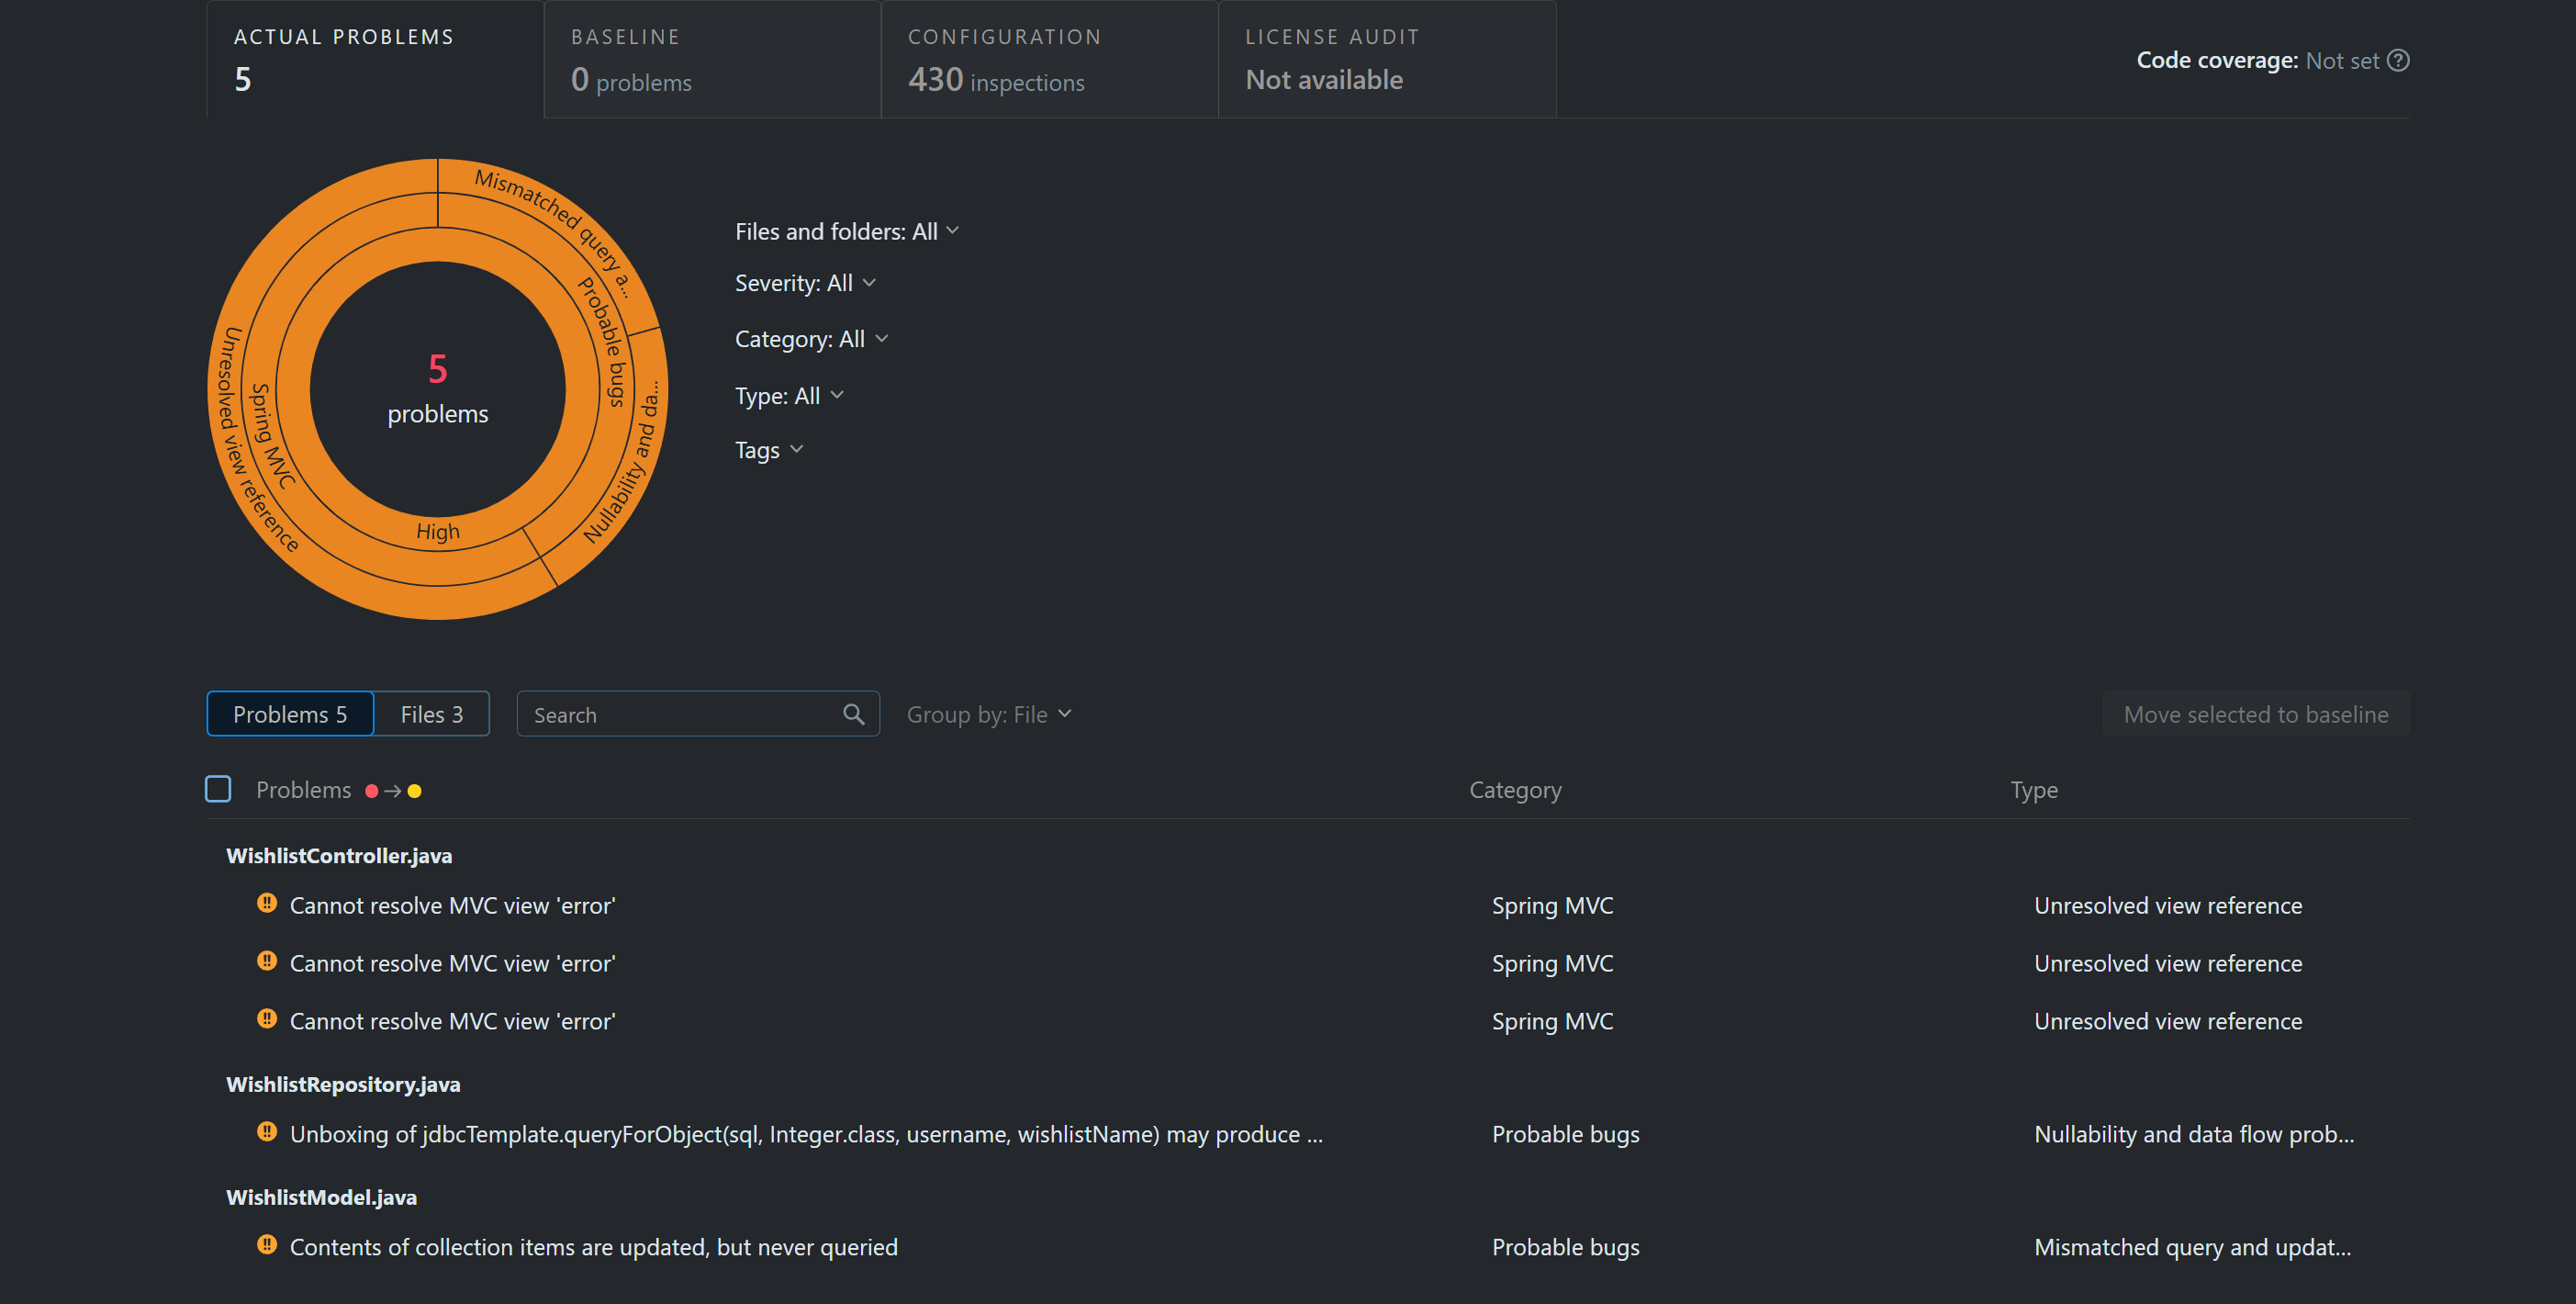 ACTUAL PROBLEMS
5
BASELINE
0 problems
CONFIGURATION
430 inspections
LICENSE AUDIT
Not available
Code coverage: Not set ?
Mismatched query a...
Probable bugs
Nullability and da...
Unresolved view reference
Spring MVC
High
5
problems
Files and folders: All
Severity: All
Category: All
Type: All
Tags
Problems 5
Files 3
Search
Group by: File
Move selected to baseline
Problems
Category
Type
WishlistController.java
Cannot resolve MVC view 'error'
Spring MVC
Unresolved view reference
Cannot resolve MVC view 'error'
Spring MVC
Unresolved view reference
Cannot resolve MVC view 'error'
Spring MVC
Unresolved view reference
WishlistRepository.java
Unboxing of jdbcTemplate.queryForObject(sql, Integer.class, username, wishlistName) may produce ...
Probable bugs
Nullability and data flow prob...
WishlistModel.java
Contents of collection items are updated, but never queried
Probable bugs
Mismatched query and updat...